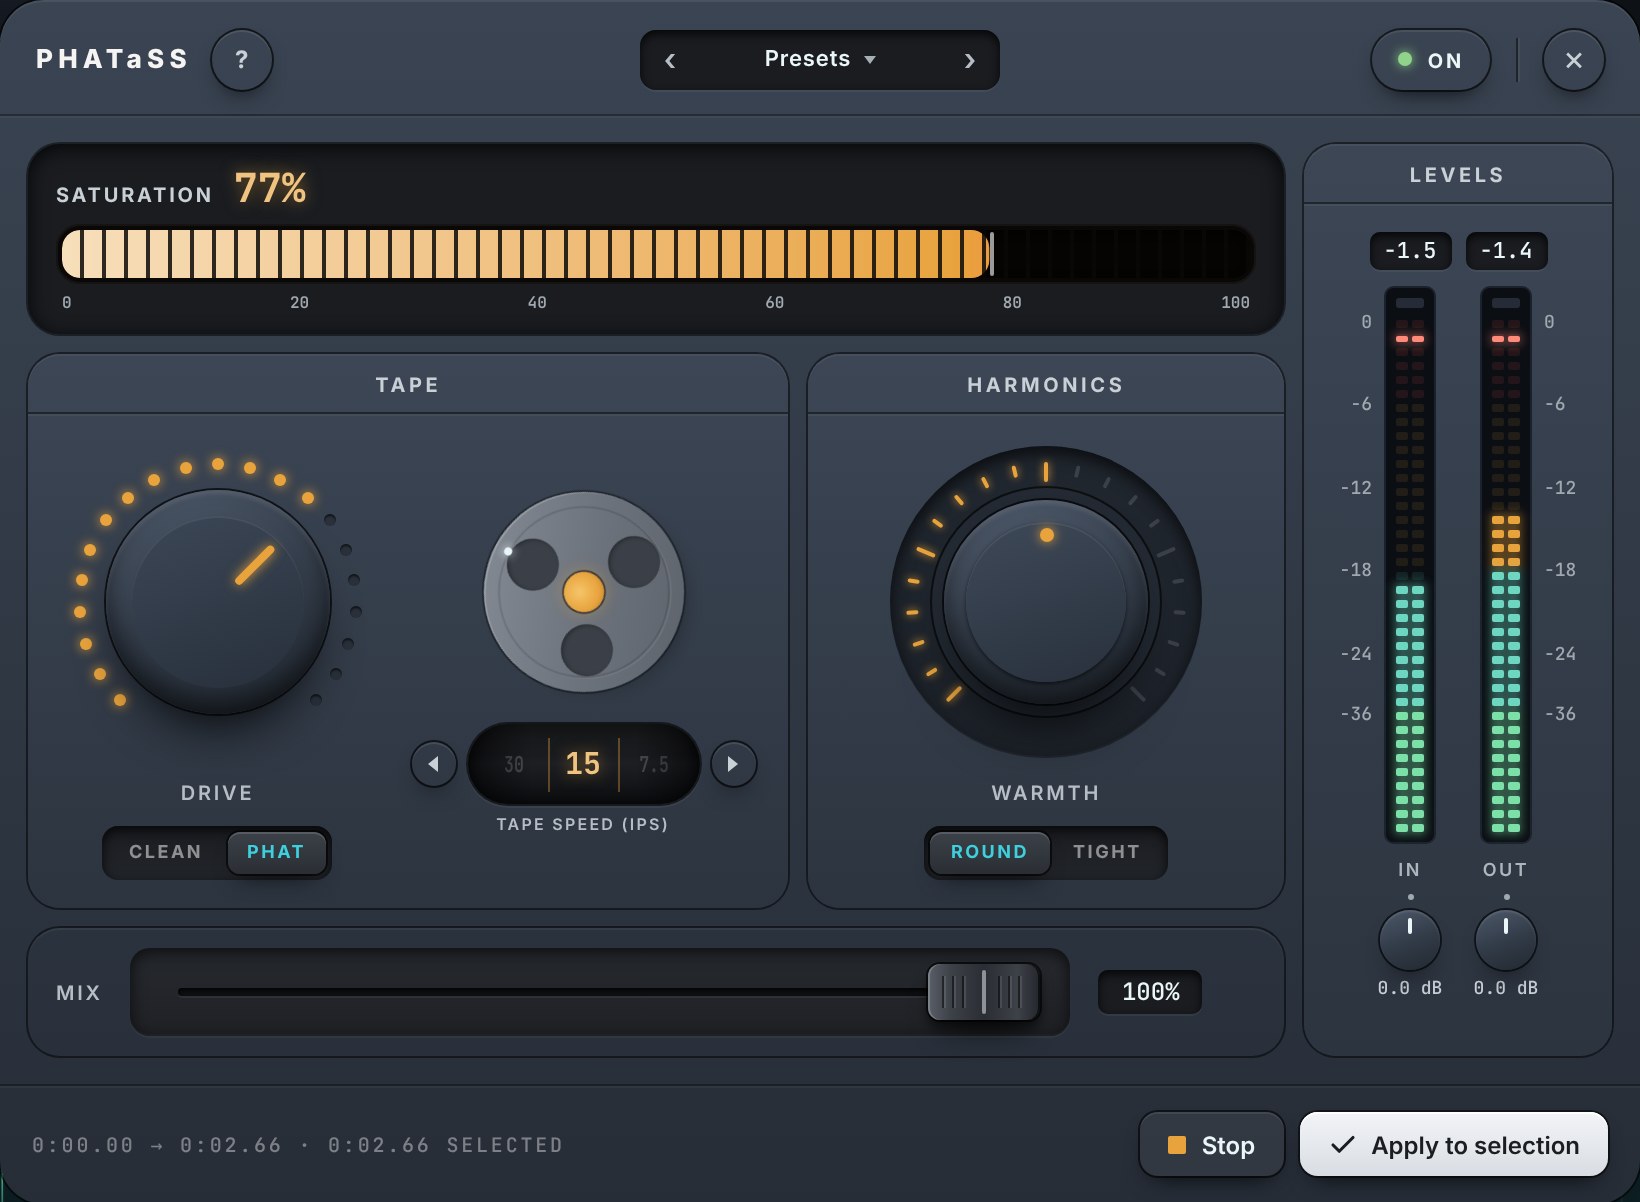 PHATaSS ? ‹ Presets › ON ✕
SATURATION 77%
0 20 40 60 80 100
LEVELS
-1.5 -1.4
0 0
-6 -6
-12 -12
-18 -18
-24 -24
-36 -36
IN OUT
0.0 dB 0.0 dB
TAPE
30 15 7.5
TAPE SPEED (IPS)
DRIVE
CLEAN PHAT
HARMONICS
WARMTH
ROUND TIGHT
MIX 100%
0:00.00 → 0:02.66 · 0:02.66 SELECTED
Stop Apply to selection